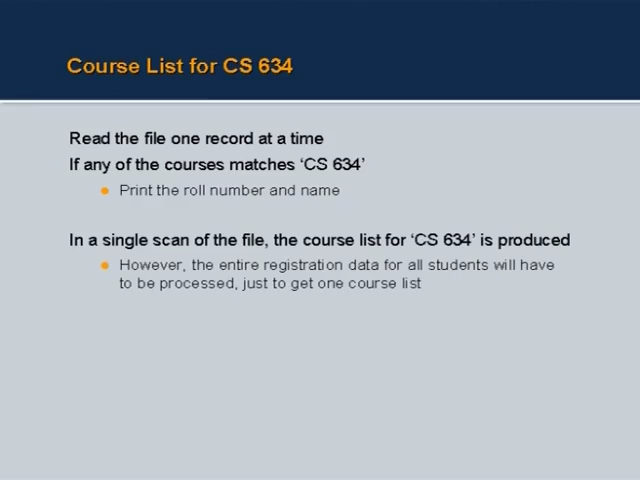 Course List for CS 634
Read the file one record at a time
If any of the courses matches ‘CS 634’
Print the roll number and name
In a single scan of the file, the course list for ‘CS 634’ is produced
However, the entire registration data for all students will have
to be processed, just to get one course list